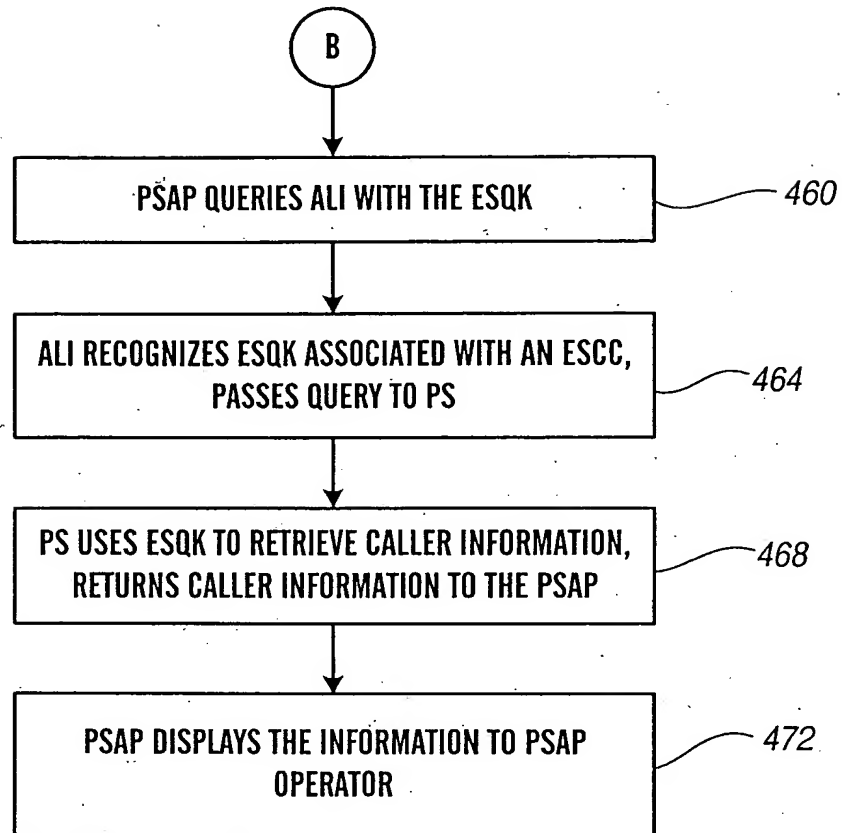 B
PSAP QUERIES ALI WITH THE ESQK
460
ALI RECOGNIZES ESQK ASSOCIATED WITH AN ESCC,
PASSES QUERY TO PS
464
PS USES ESQK TO RETRIEVE CALLER INFORMATION,
RETURNS CALLER INFORMATION TO THE PSAP
468
PSAP DISPLAYS THE INFORMATION TO PSAP
OPERATOR
472